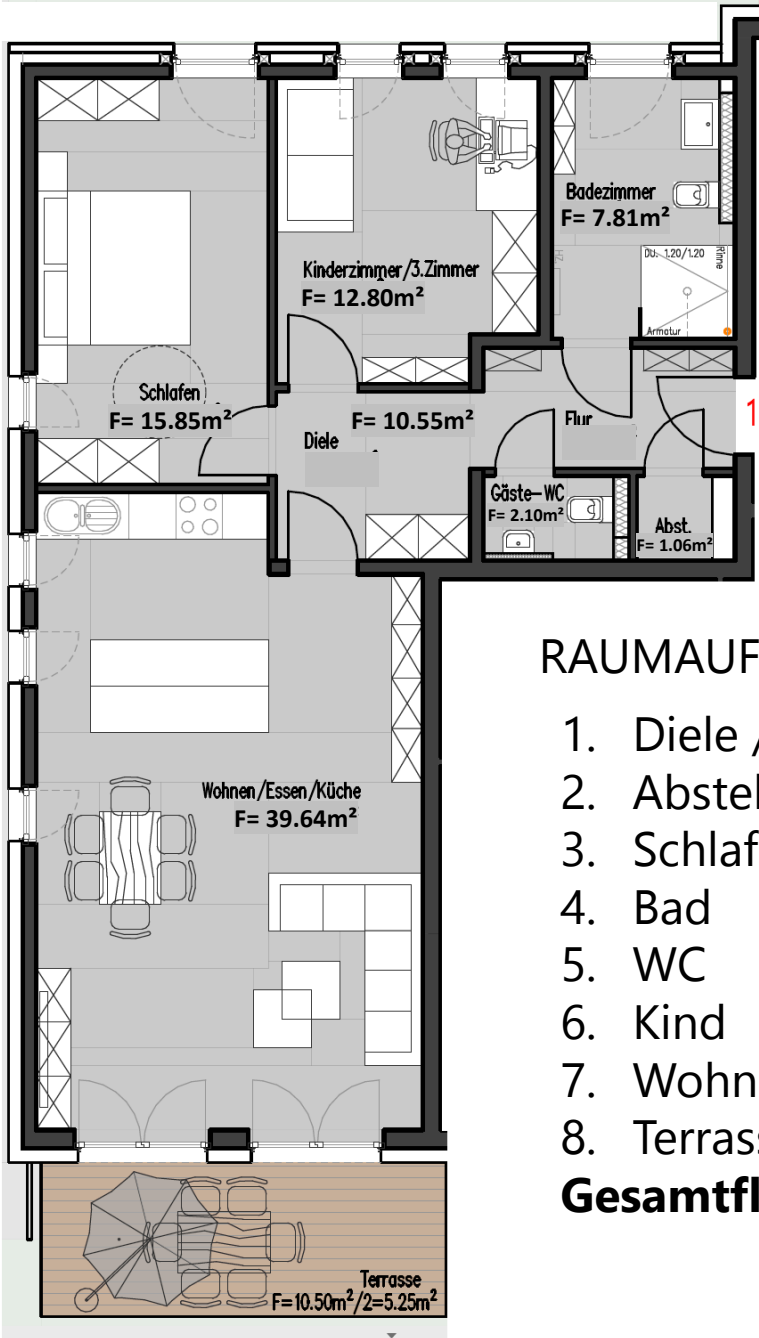 Badezimmer
F= 7.81m²
DU. 1.20/1.20
Rinne
Armatur
Kinderzimmer/3.Zimmer
F= 12.80m²
Schlafen
F= 15.85m²
F= 10.55m²
Diele
Flur
1
Gäste-WC
F= 2.10m²
Abst.
F= 1.06m²
Wohnen/Essen/Küche
F= 39.64m²
Terrasse
F=10.50m²/2=5.25m²
RAUMAUF
1. Diele /
2. Abstel
3. Schlaf
4. Bad
5. WC
6. Kind
7. Wohn
8. Terras
Gesamtfl